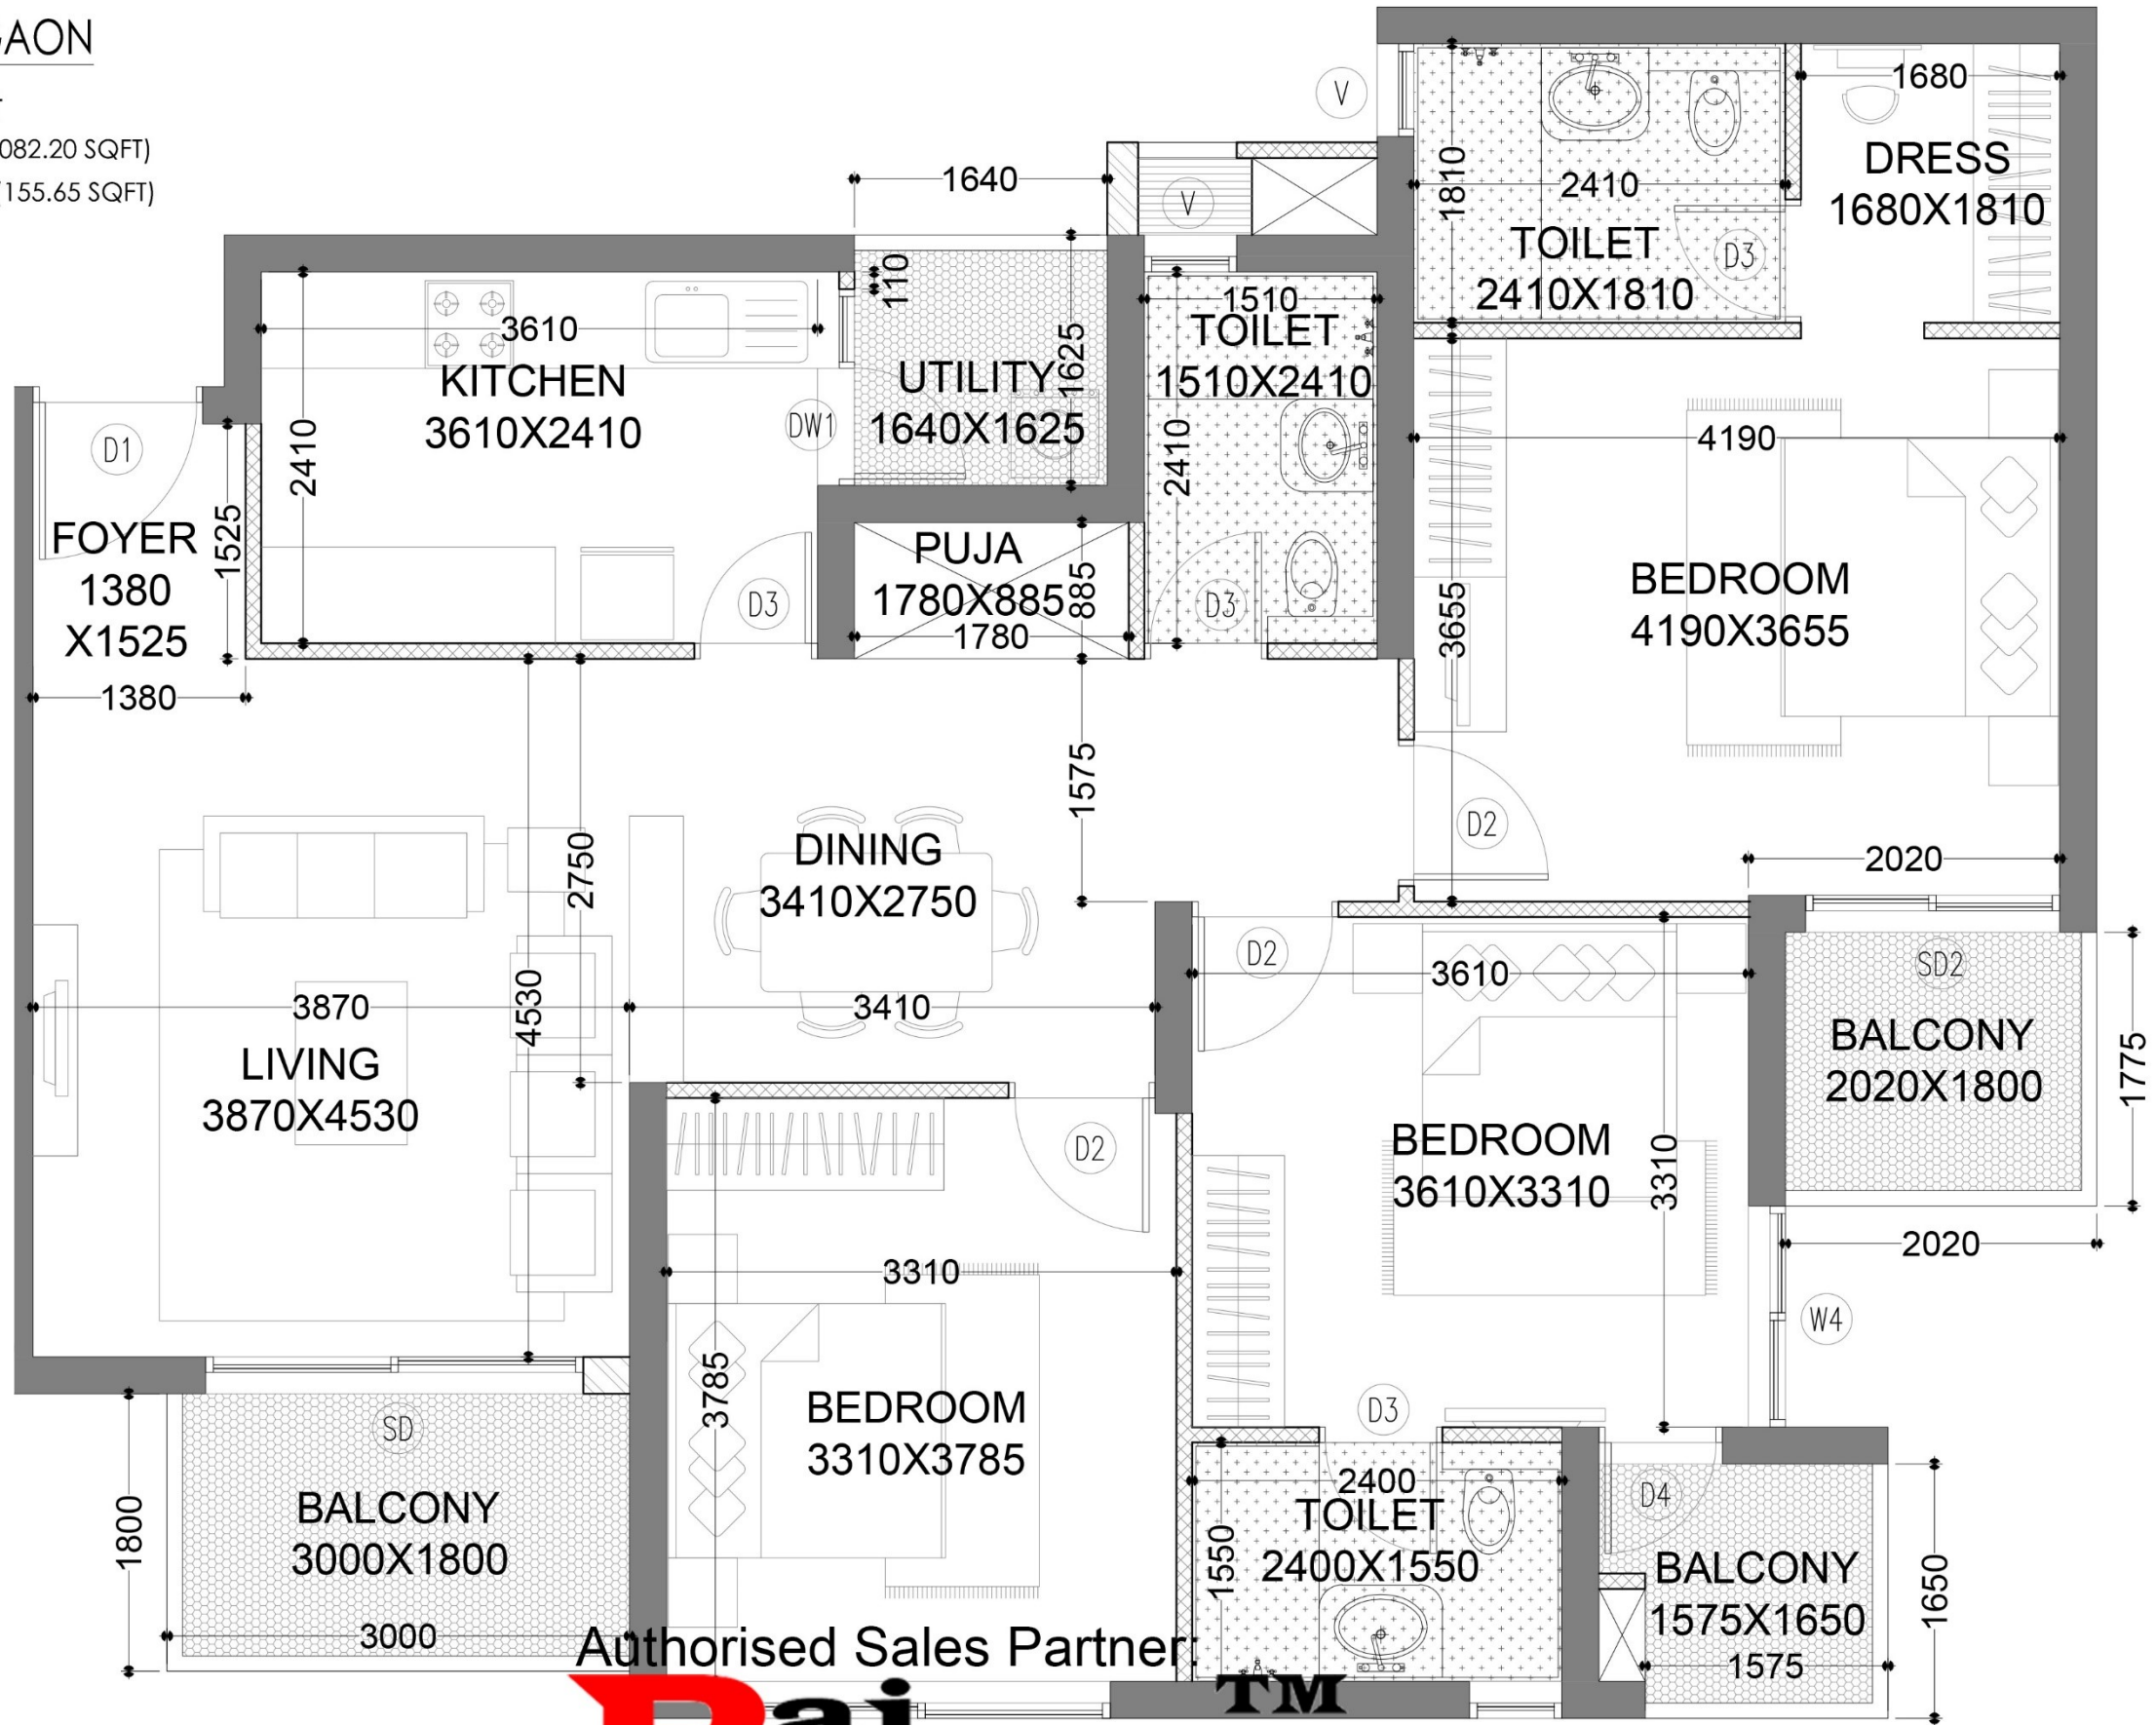 082.20 SQFT)
155.65 SQFT)
V
1680
DRESS
1680X1810
1810
2410
TOILET
2410X1810
D3
1640
V
110
1625
UTILITY
1640X1625
1510
TOILET
1510X2410
2410
D3
3610
KITCHEN
3610X2410
2410
DW1
D3
D1
FOYER
1380
X1525
1525
1380
PUJA
1780X885
885
1780
4190
BEDROOM
4190X3655
3655
D2
2020
1575
2750
DINING
3410X2750
3410
3870
4530
LIVING
3870X4530
D2
3610
BEDROOM
3610X3310
3310
SD2
BALCONY
2020X1800
1775
2020
W4
D2
3310
3785
BEDROOM
3310X3785
SD
BALCONY
3000X1800
1800
3000
D3
2400
TOILET
2400X1550
1550
D4
BALCONY
1575X1650
1650
1575
Authorised Sales Partner:
TM